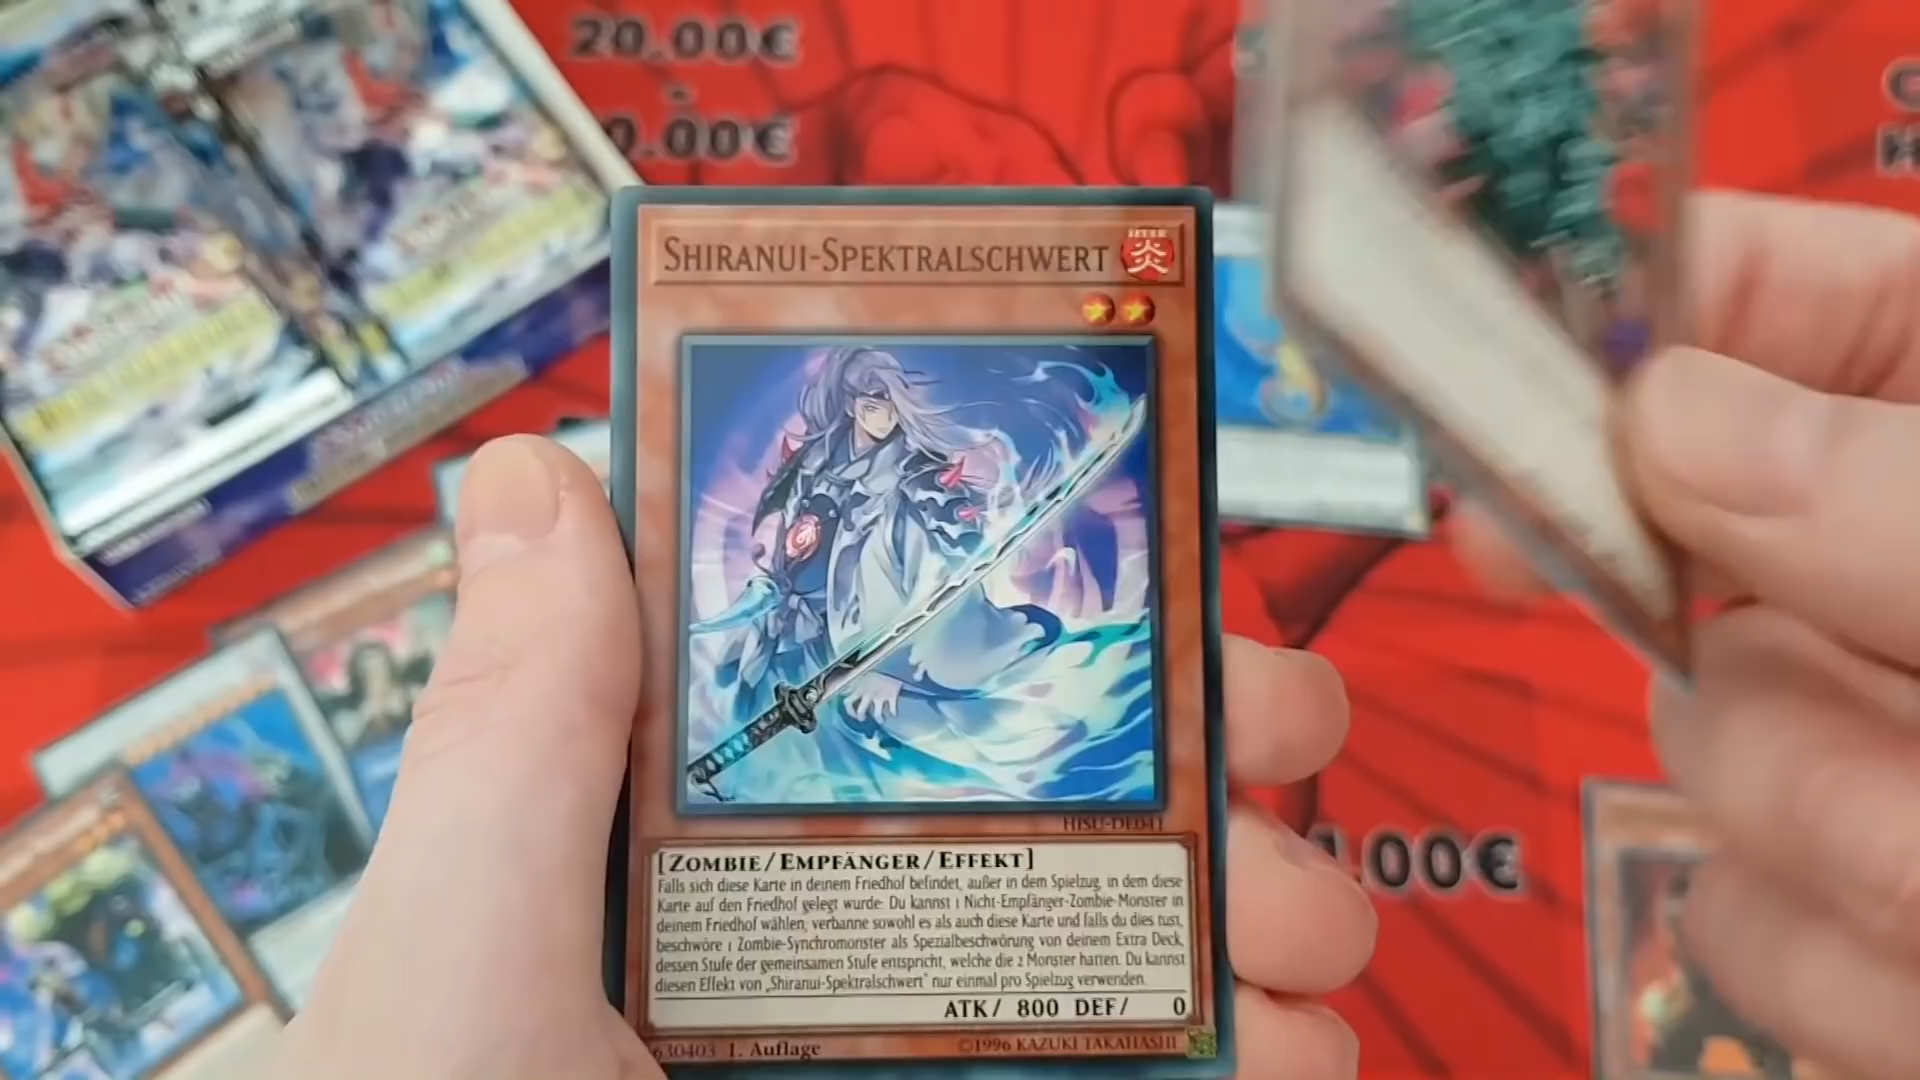 20.00€
-
0.00€
SHIRANUI-SPEKTRALSCHWERT
炎
HISU-DE041
[ZOMBIE/EMPFÄNGER/EFFEKT]
Falls sich diese Karte in deinem Friedhof befindet, außer in dem Spielzug, in dem diese
Karte auf den Friedhof gelegt wurde: Du kannst 1 Nicht-Empfänger-Zombie-Monster in
deinem Friedhof wählen; verbanne sowohl es als auch diese Karte und falls du dies tust,
beschwöre 1 Zombie-Synchromonster als Spezialbeschwörung von deinem Extra Deck,
dessen Stufe der gemeinsamen Stufe entspricht, welche die 2 Monster hatten. Du kannst
diesen Effekt von „Shiranui-Spektralschwert“ nur einmal pro Spielzug verwenden.
ATK/ 800 DEF/ 0
630403 1. Auflage
©1996 KAZUKI TAKAHASHI
.00€